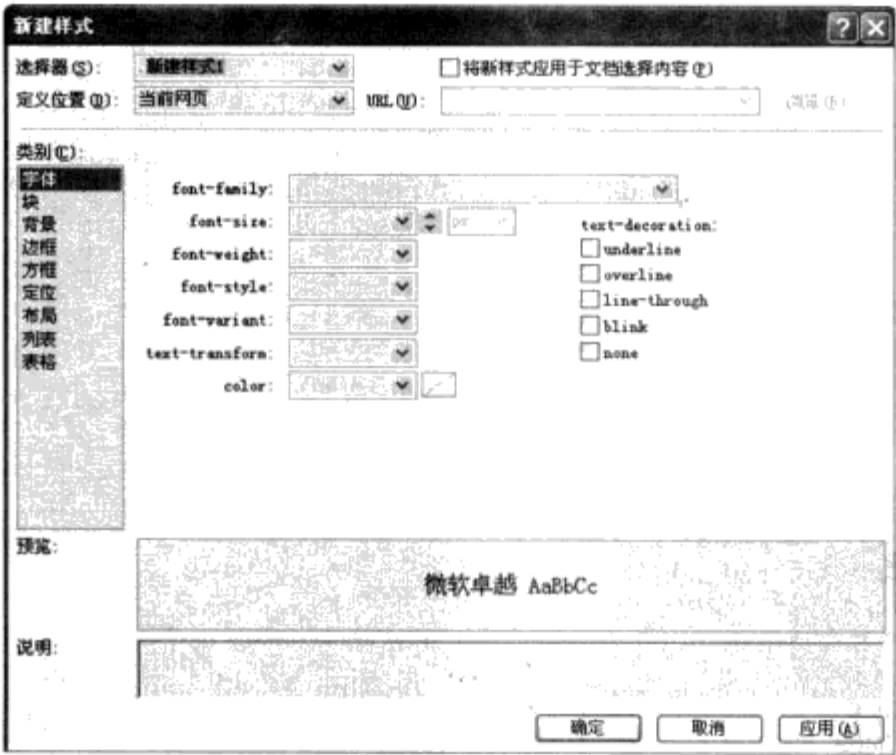 新建样式
选择器(S): 新建样式1 将新样式应用于文档选择内容(P)
定义位置(D): 当前网页 URL(U):
类别(C):
字体
块
背景
边框
方框
定位
布局
列表
表格
font-family:
font-size: px
font-weight:
font-style:
font-variant:
text-transform:
color:
text-decoration:
underline
overline
line-through
blink
none
预览:
微软卓越 AaBbCc
说明:
确定 取消 应用(A)